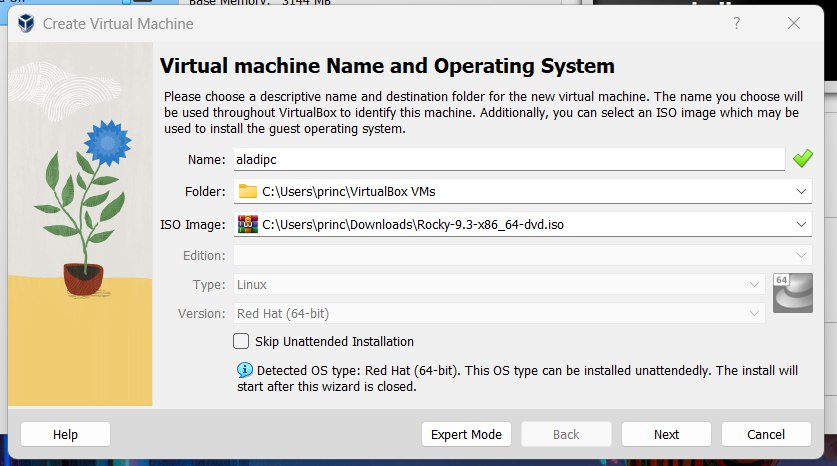 Base Memory: 3144 MB
Create Virtual Machine
?
Virtual machine Name and Operating System
Please choose a descriptive name and destination folder for the new virtual machine. The name you choose will
be used throughout VirtualBox to identify this machine. Additionally, you can select an ISO image which may be
used to install the guest operating system.
Name: aladipc
Folder: C:\Users\princ\VirtualBox VMs
ISO Image: C:\Users\princ\Downloads\Rocky-9.3-x86_64-dvd.iso
Edition:
Type: Linux
64
Version: Red Hat (64-bit)
Skip Unattended Installation
Detected OS type: Red Hat (64-bit). This OS type can be installed unattendedly. The install will
start after this wizard is closed.
Help Expert Mode Back Next Cancel